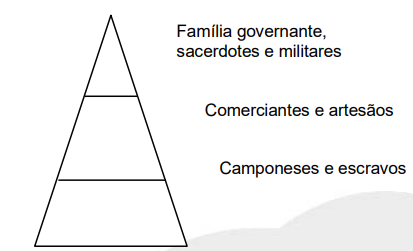 Família governante,
sacerdotes e militares
Comerciantes e artesãos
Camponeses e escravos